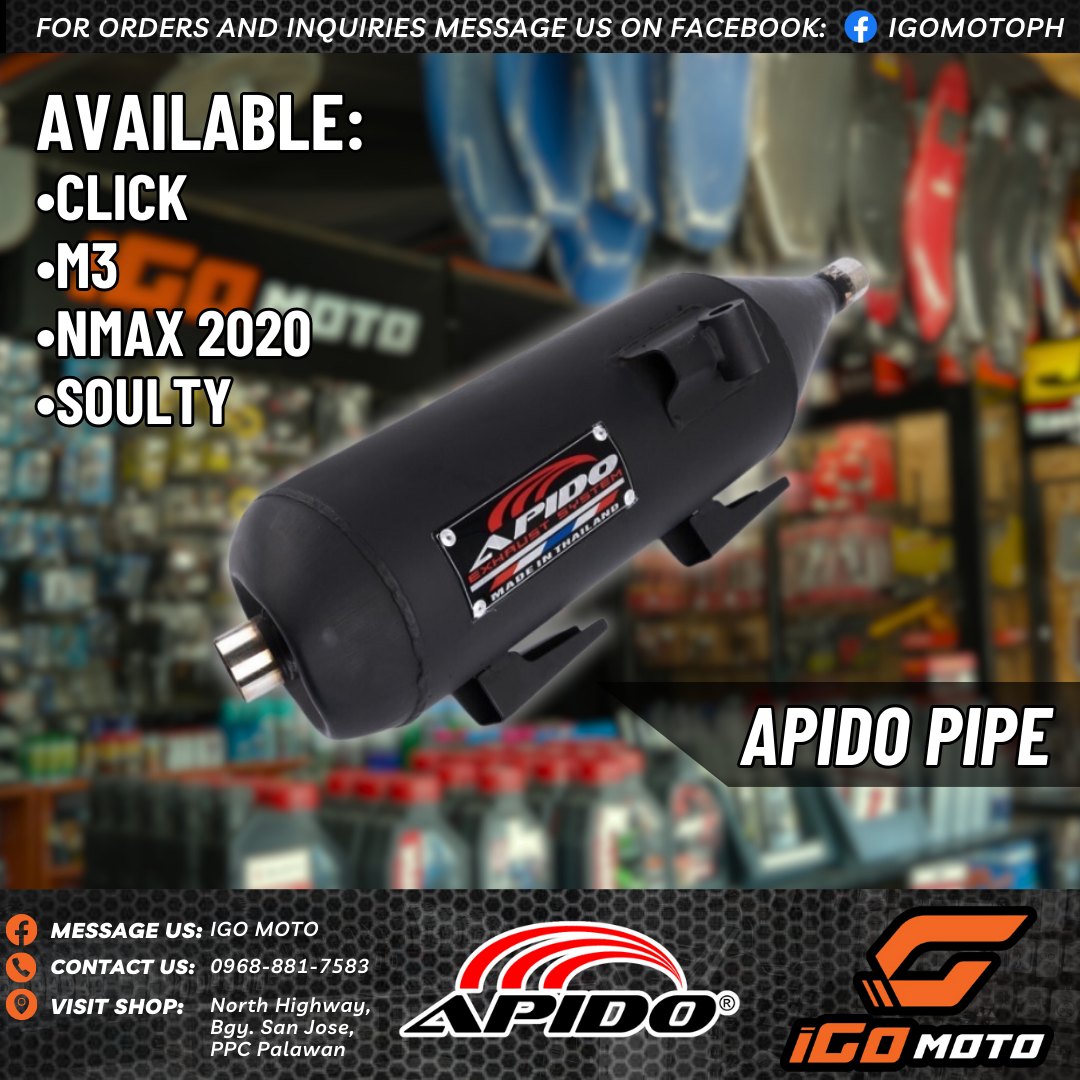 FOR ORDERS AND INQUIRIES MESSAGE US ON FACEBOOK: IGOMOTOPH
AVAILABLE:
•CLICK
•M3
•NMAX 2020
•SOULTY
iGO MOTO
APIDO
EXHAUST SYSTEM
MADE IN THAILAND
APIDO PIPE
MESSAGE US: IGO MOTO
CONTACT US: 0968-881-7583
VISIT SHOP: North Highway,
Bgy. San Jose,
PPC Palawan
APIDO®
iGO MOTO